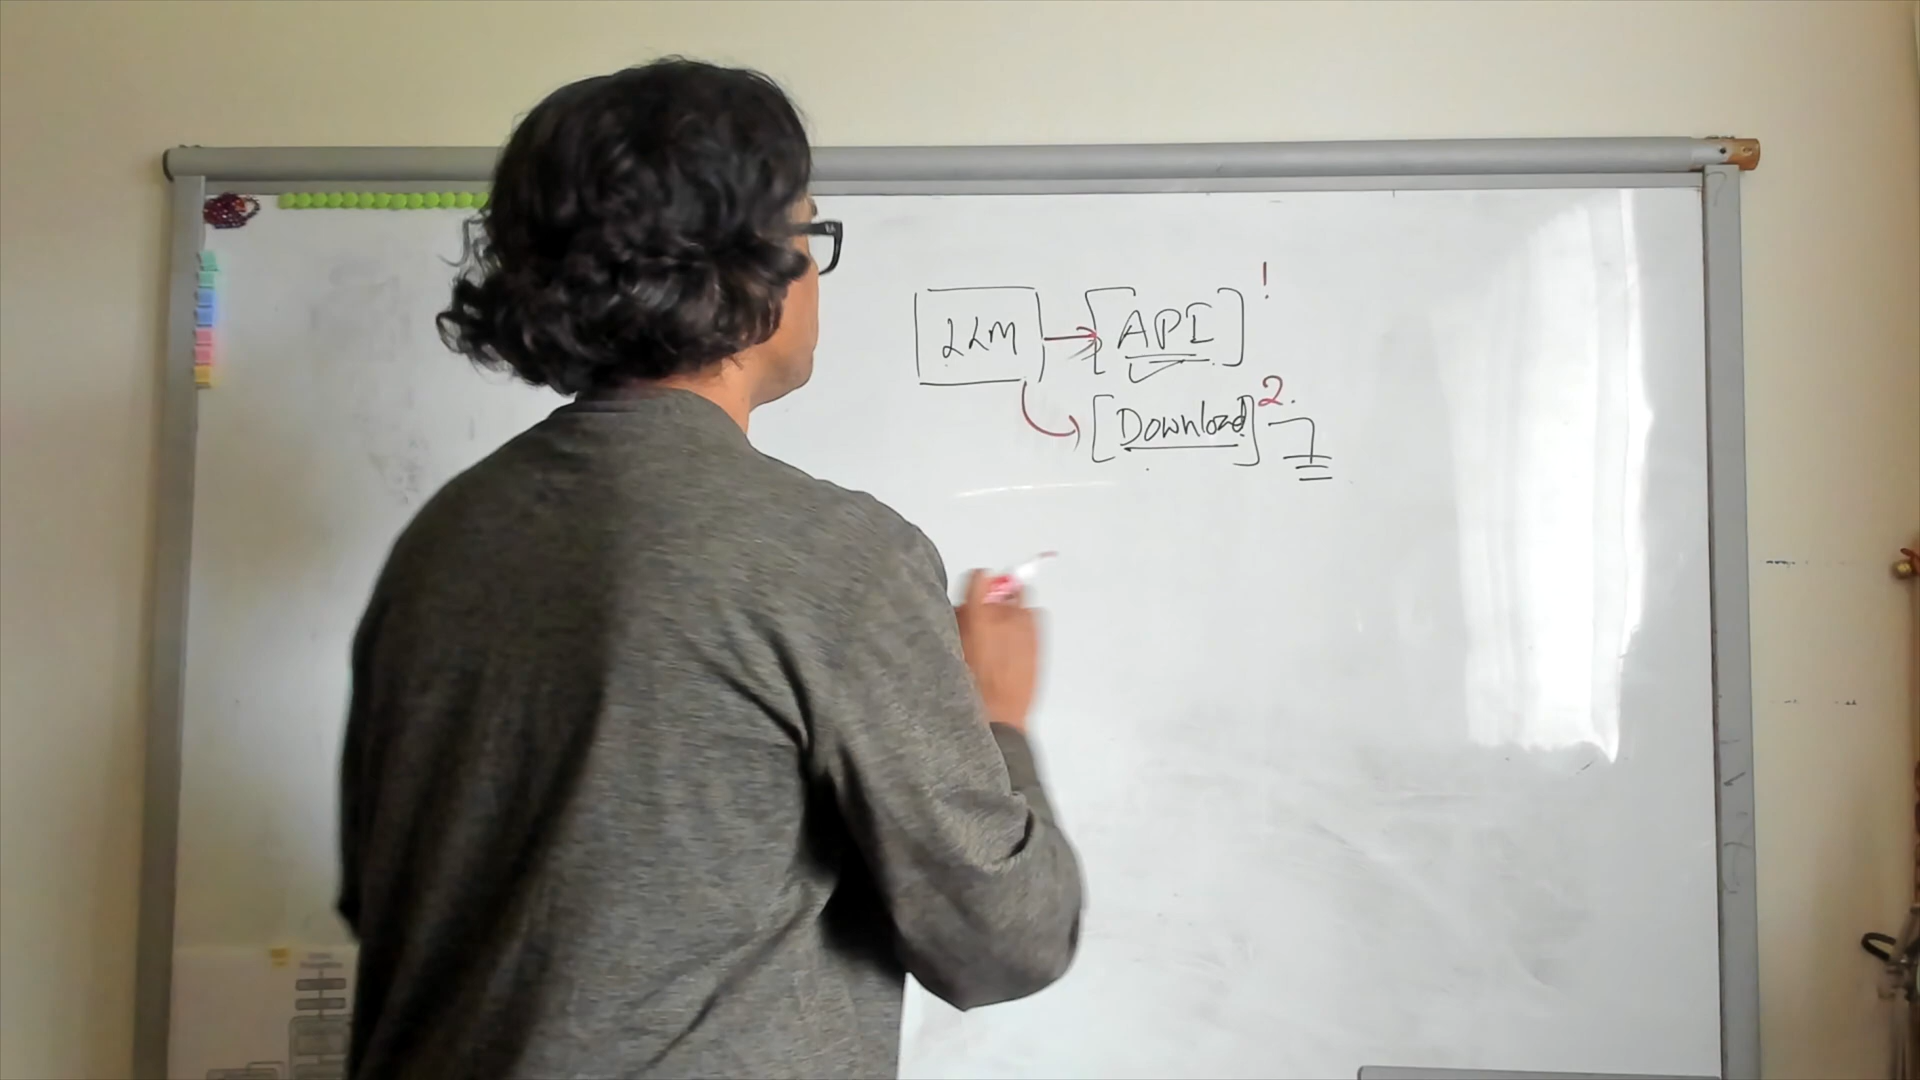 LLM → [API] 1
[Download] 2.